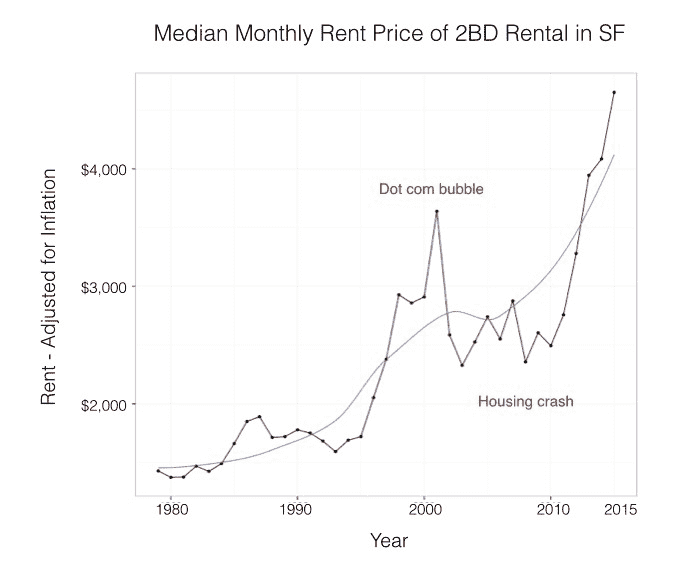 Median Monthly Rent Price of 2BD Rental in SF
Rent - Adjusted for Inflation
$4,000
$3,000
$2,000
Dot com bubble
Housing crash
1980
1990
2000
2010
2015
Year